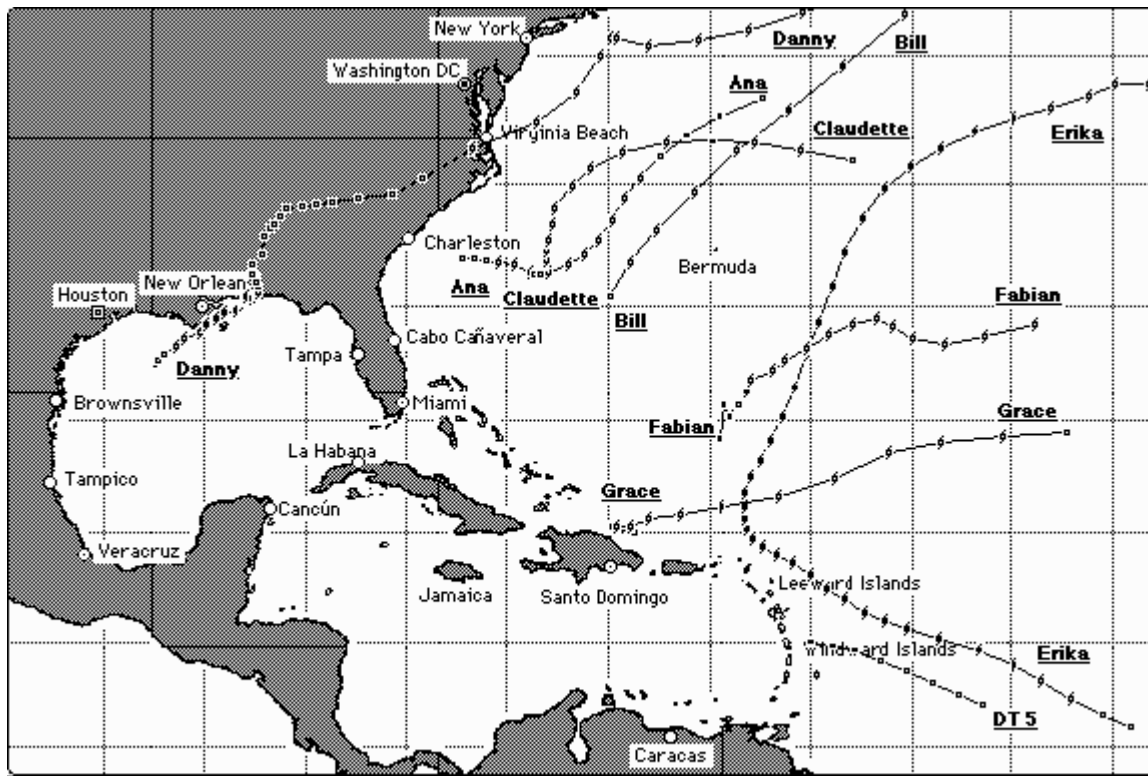 New York
Danny
Bill
Washington DC
Ana
Virginia Beach
Claudette
Erika
Charleston
Bermuda
New Orlean
Houston
Ana
Claudette
Bill
Fabian
Cabo Cañaveral
Tampa
Danny
Brownsville
Miami
Fabian
Grace
La Habana
Tampico
Grace
Cancún
Veracruz
Leeward Islands
Jamaica
Santo Domingo
Windward Islands
Erika
DT 5
Caracas